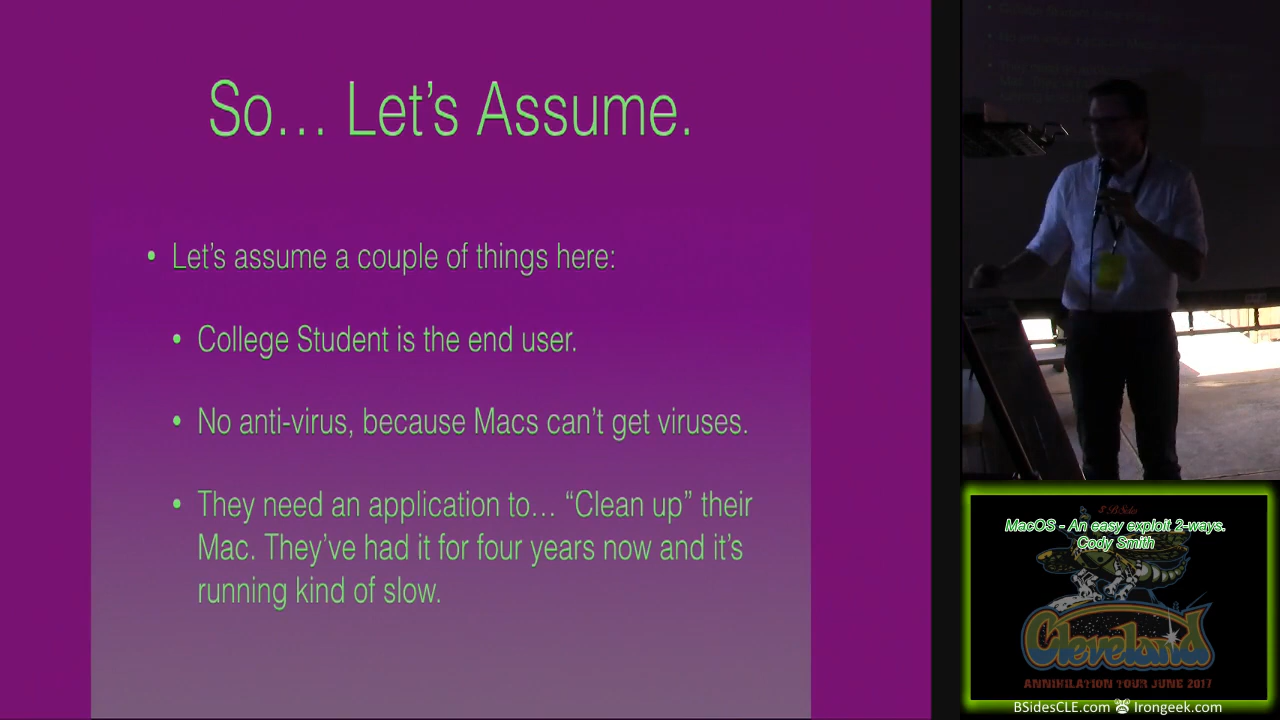 So... Let's Assume.
• Let's assume a couple of things here:
• College Student is the end user.
• No anti-virus, because Macs can't get viruses.
• They need an application to... “Clean up” their
Mac. They've had it for four years now and it's
running kind of slow.
MacOS - An easy exploit 2-ways.
Cody Smith
Cleveland
ANNIHILATION TOUR JUNE 2017
BSidesCLE.com Irongeek.com